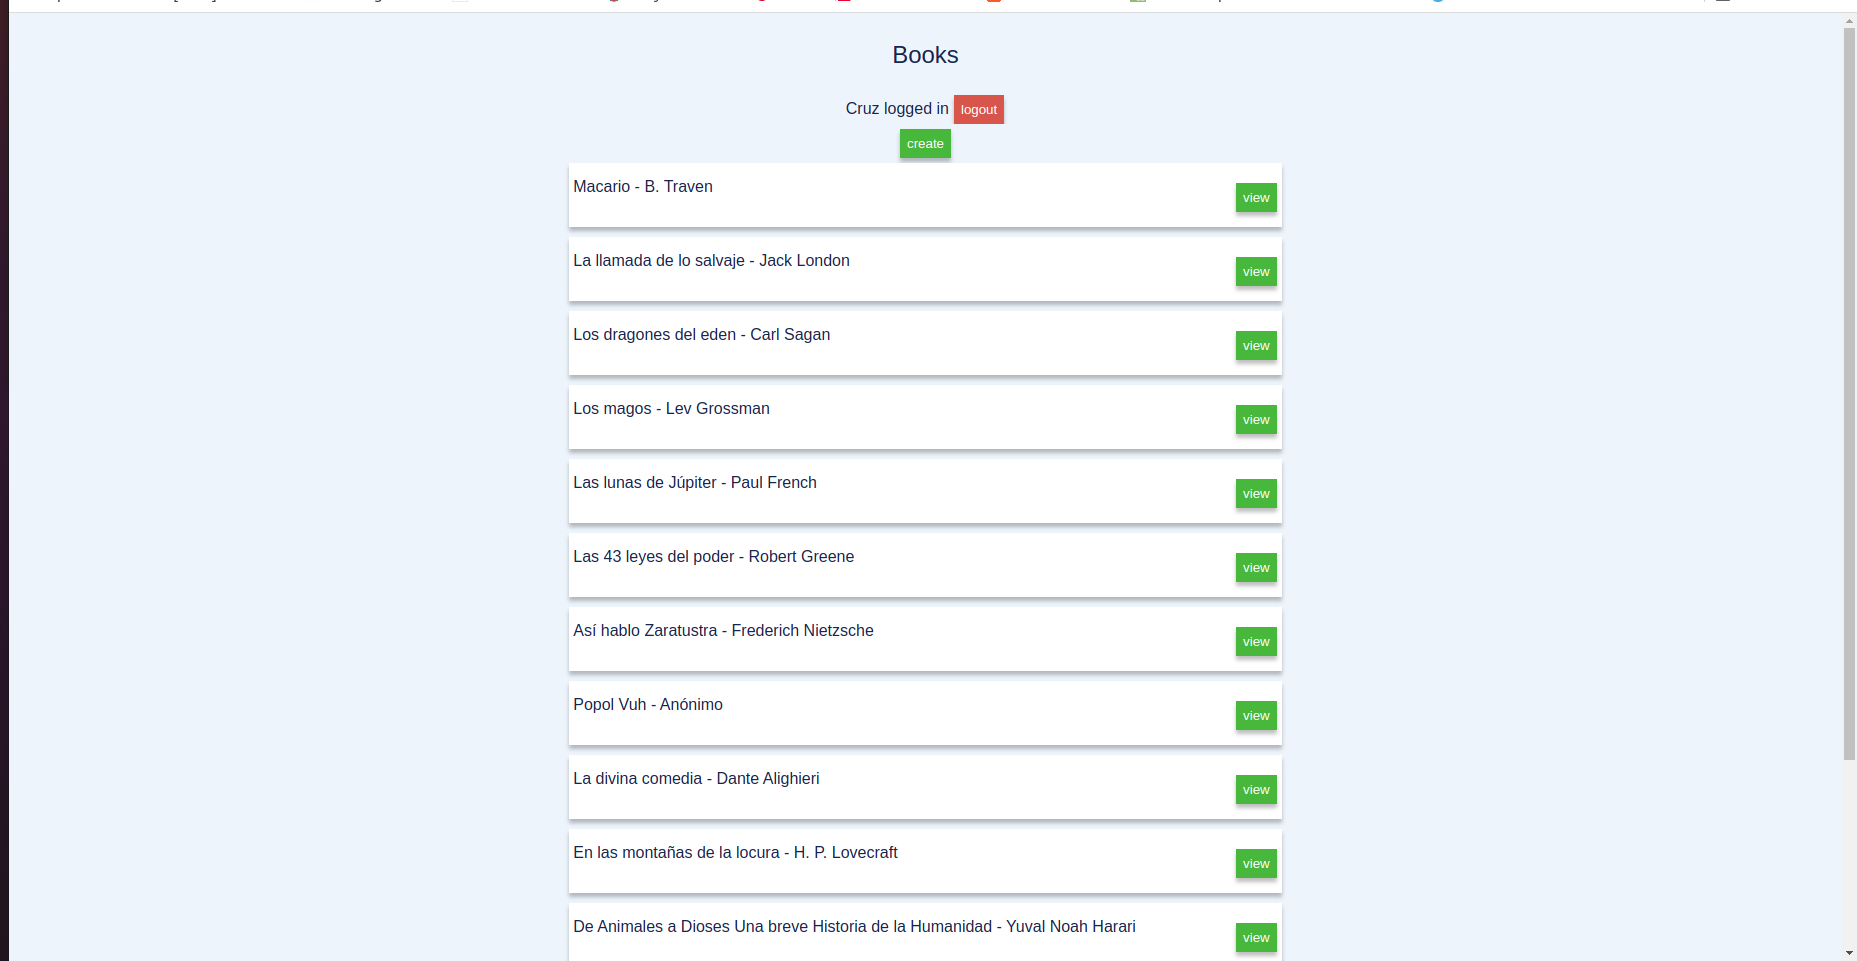 Books
Cruz logged in logout
create
Macario - B. Traven
view
La llamada de lo salvaje - Jack London
view
Los dragones del eden - Carl Sagan
view
Los magos - Lev Grossman
view
Las lunas de Júpiter - Paul French
view
Las 43 leyes del poder - Robert Greene
view
Así hablo Zaratustra - Frederich Nietzsche
view
Popol Vuh - Anónimo
view
La divina comedia - Dante Alighieri
view
En las montañas de la locura - H. P. Lovecraft
view
De Animales a Dioses Una breve Historia de la Humanidad - Yuval Noah Harari
view